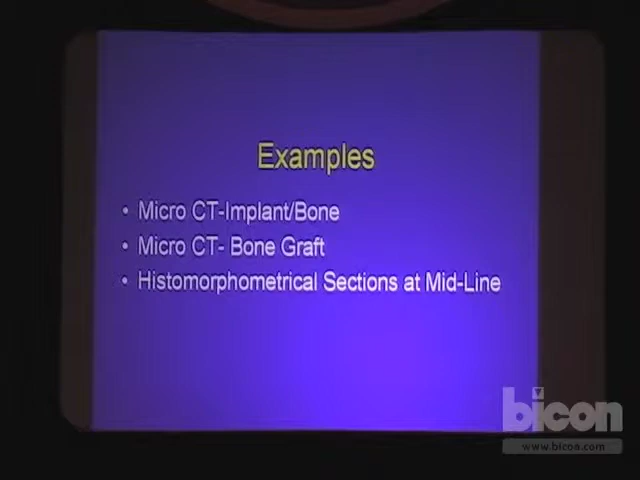 Examples
• Micro CT-Implant/Bone
• Micro CT- Bone Graft
• Histomorphometrical Sections at Mid-Line
bicon
www.bicon.com